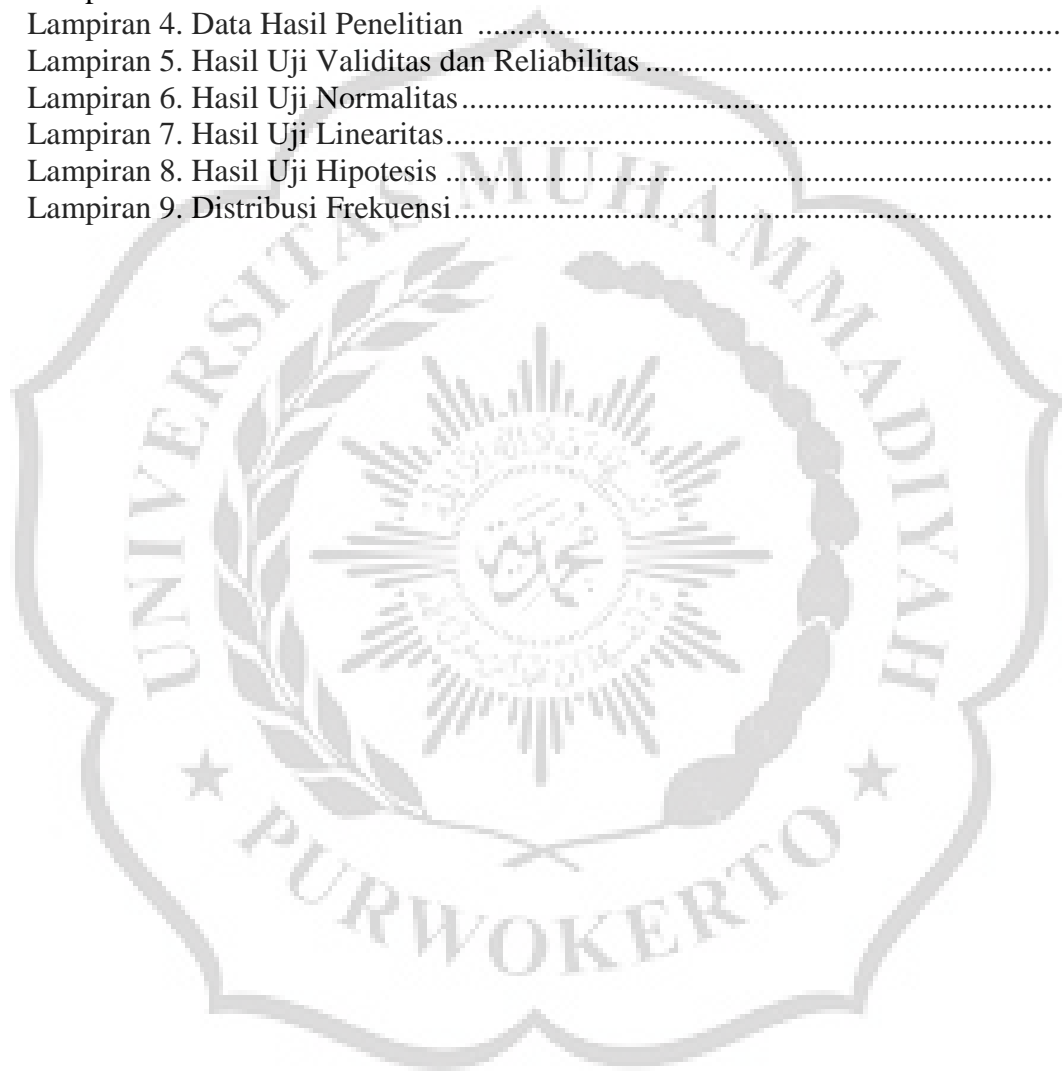 Lampiran 4. Data Hasil Penelitian ........................................................................
Lampiran 5. Hasil Uji Validitas dan Reliabilitas..................................................
Lampiran 6. Hasil Uji Normalitas........................................................................
Lampiran 7. Hasil Uji Linearitas..........................................................................
Lampiran 8. Hasil Uji Hipotesis ..........................................................................
Lampiran 9. Distribusi Frekuensi.........................................................................
UNIVERSITAS MUHAMMADIYAH
PURWOKERTO